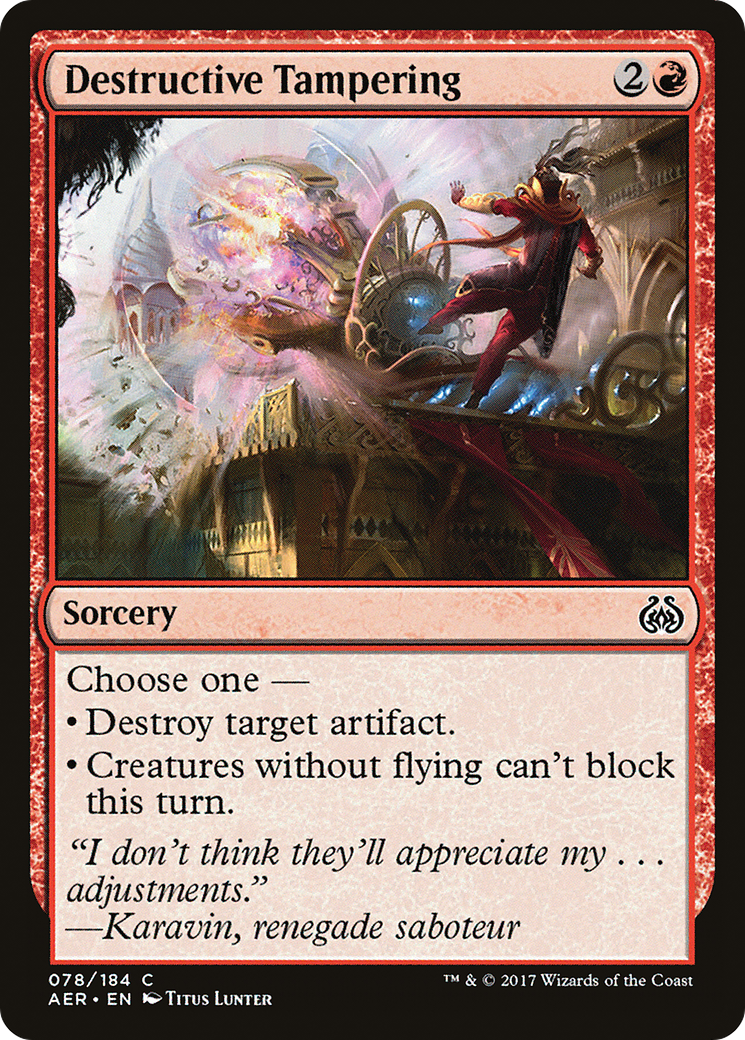 Destructive Tampering 2
Sorcery
Choose one —
• Destroy target artifact.
• Creatures without flying can't block
this turn.
“I don't think they'll appreciate my . . .
adjustments.”
—Karavin, renegade saboteur
078/184 C
AER • EN Titus Lunter
™ & © 2017 Wizards of the Coast